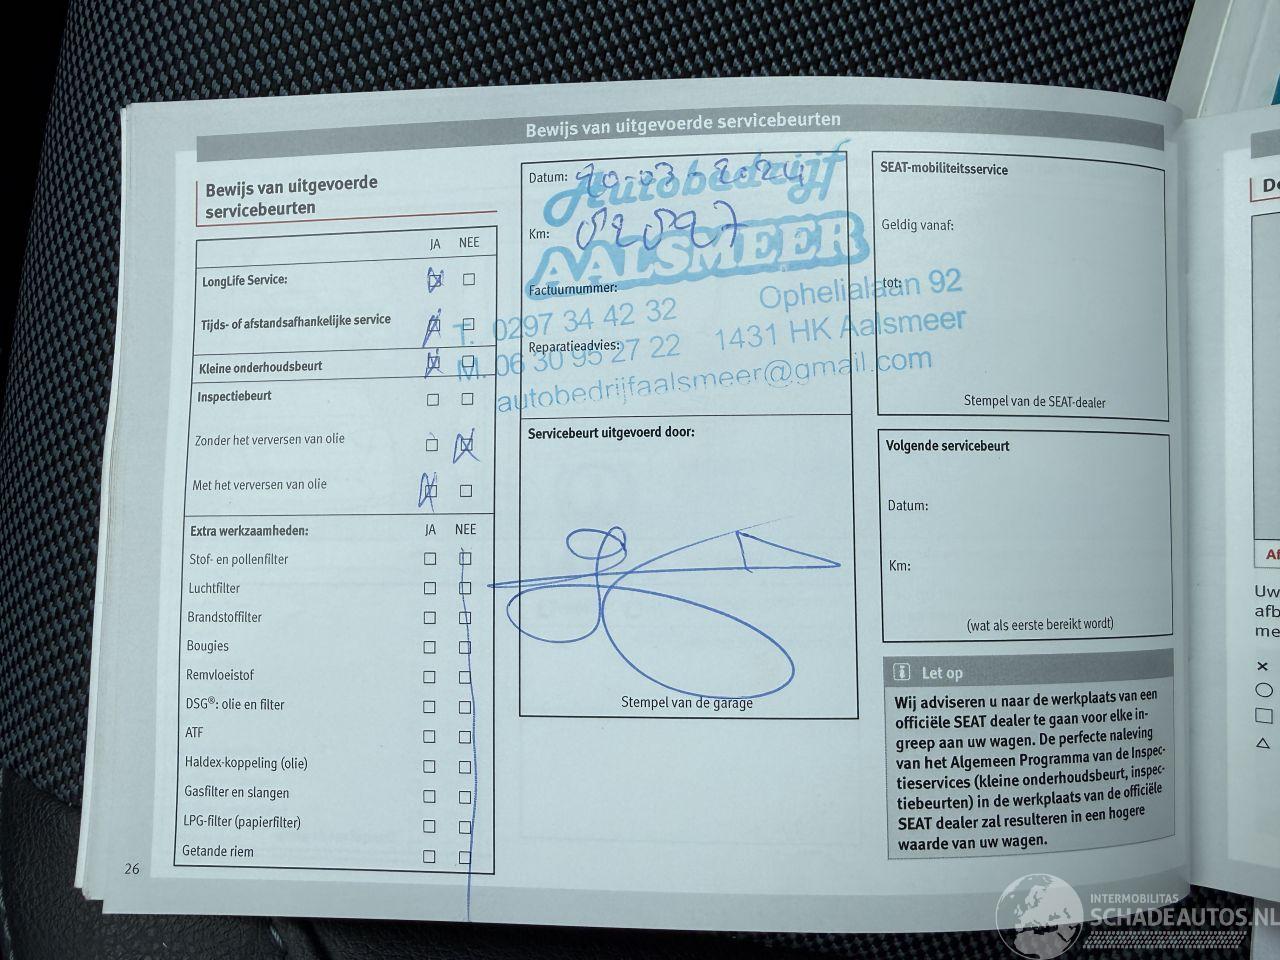 Bewijs van uitgevoerde servicebeurten
Bewijs van uitgevoerde
servicebeurten
JA NEE
LongLife Service:
Tijds- of afstandsafhankelijke service
Kleine onderhoudsbeurt
Inspectiebeurt
Zonder het verversen van olie
Met het verversen van olie
Extra werkzaamheden: JA NEE
Stof- en pollenfilter
Luchtfilter
Brandstoffilter
Bougies
Remvloeistof
DSG®: olie en filter
ATF
Haldex-koppeling (olie)
Gasfilter en slangen
LPG-filter (papierfilter)
Getande riem
26
Datum: 20-03-2024
Km:
Factuurnummer:
Reparatieadvies:
Autobedrijf
AALSMEER
T. 0297 34 42 32 Ophelialaan 92
M. 06 30 95 27 22 1431 HK Aalsmeer
autobedrijfaalsmeer@gmail.com
Servicebeurt uitgevoerd door:
Stempel van de garage
SEAT-mobiliteitsservice
Geldig vanaf:
tot:
Stempel van de SEAT-dealer
Volgende servicebeurt
Datum:
Km:
(wat als eerste bereikt wordt)
i Let op
Wij adviseren u naar de werkplaats van een
officiële SEAT dealer te gaan voor elke in-
greep aan uw wagen. De perfecte naleving
van het Algemeen Programma van de Inspec-
tieservices (kleine onderhoudsbeurt, inspec-
tiebeurten) in de werkplaats van de officiële
SEAT dealer zal resulteren in een hogere
waarde van uw wagen.
Uw
afb
me
INTERMOBILITAS
SCHADEAUTOS.NL